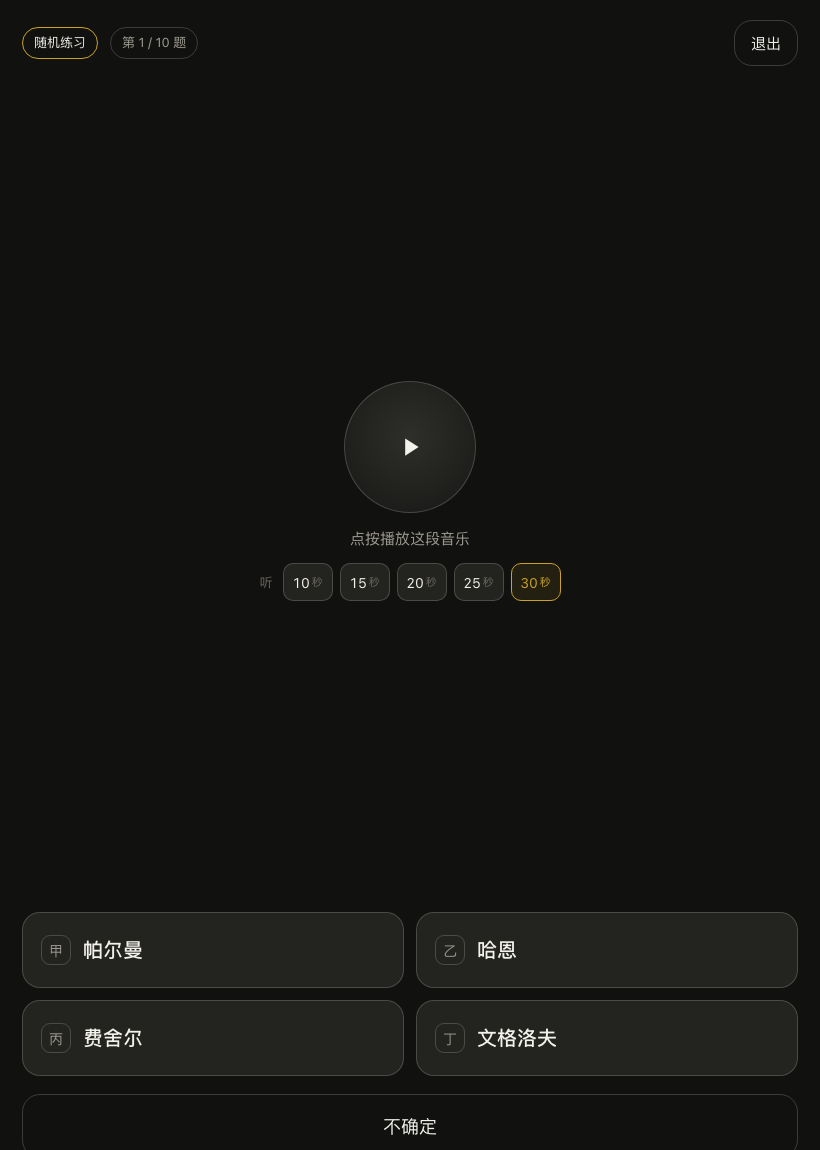 随机练习
第 1 / 10 题
退出
点按播放这段音乐
听 10 秒 15 秒 20 秒 25 秒 30 秒
甲 帕尔曼
乙 哈恩
丙 费舍尔
丁 文格洛夫
不确定